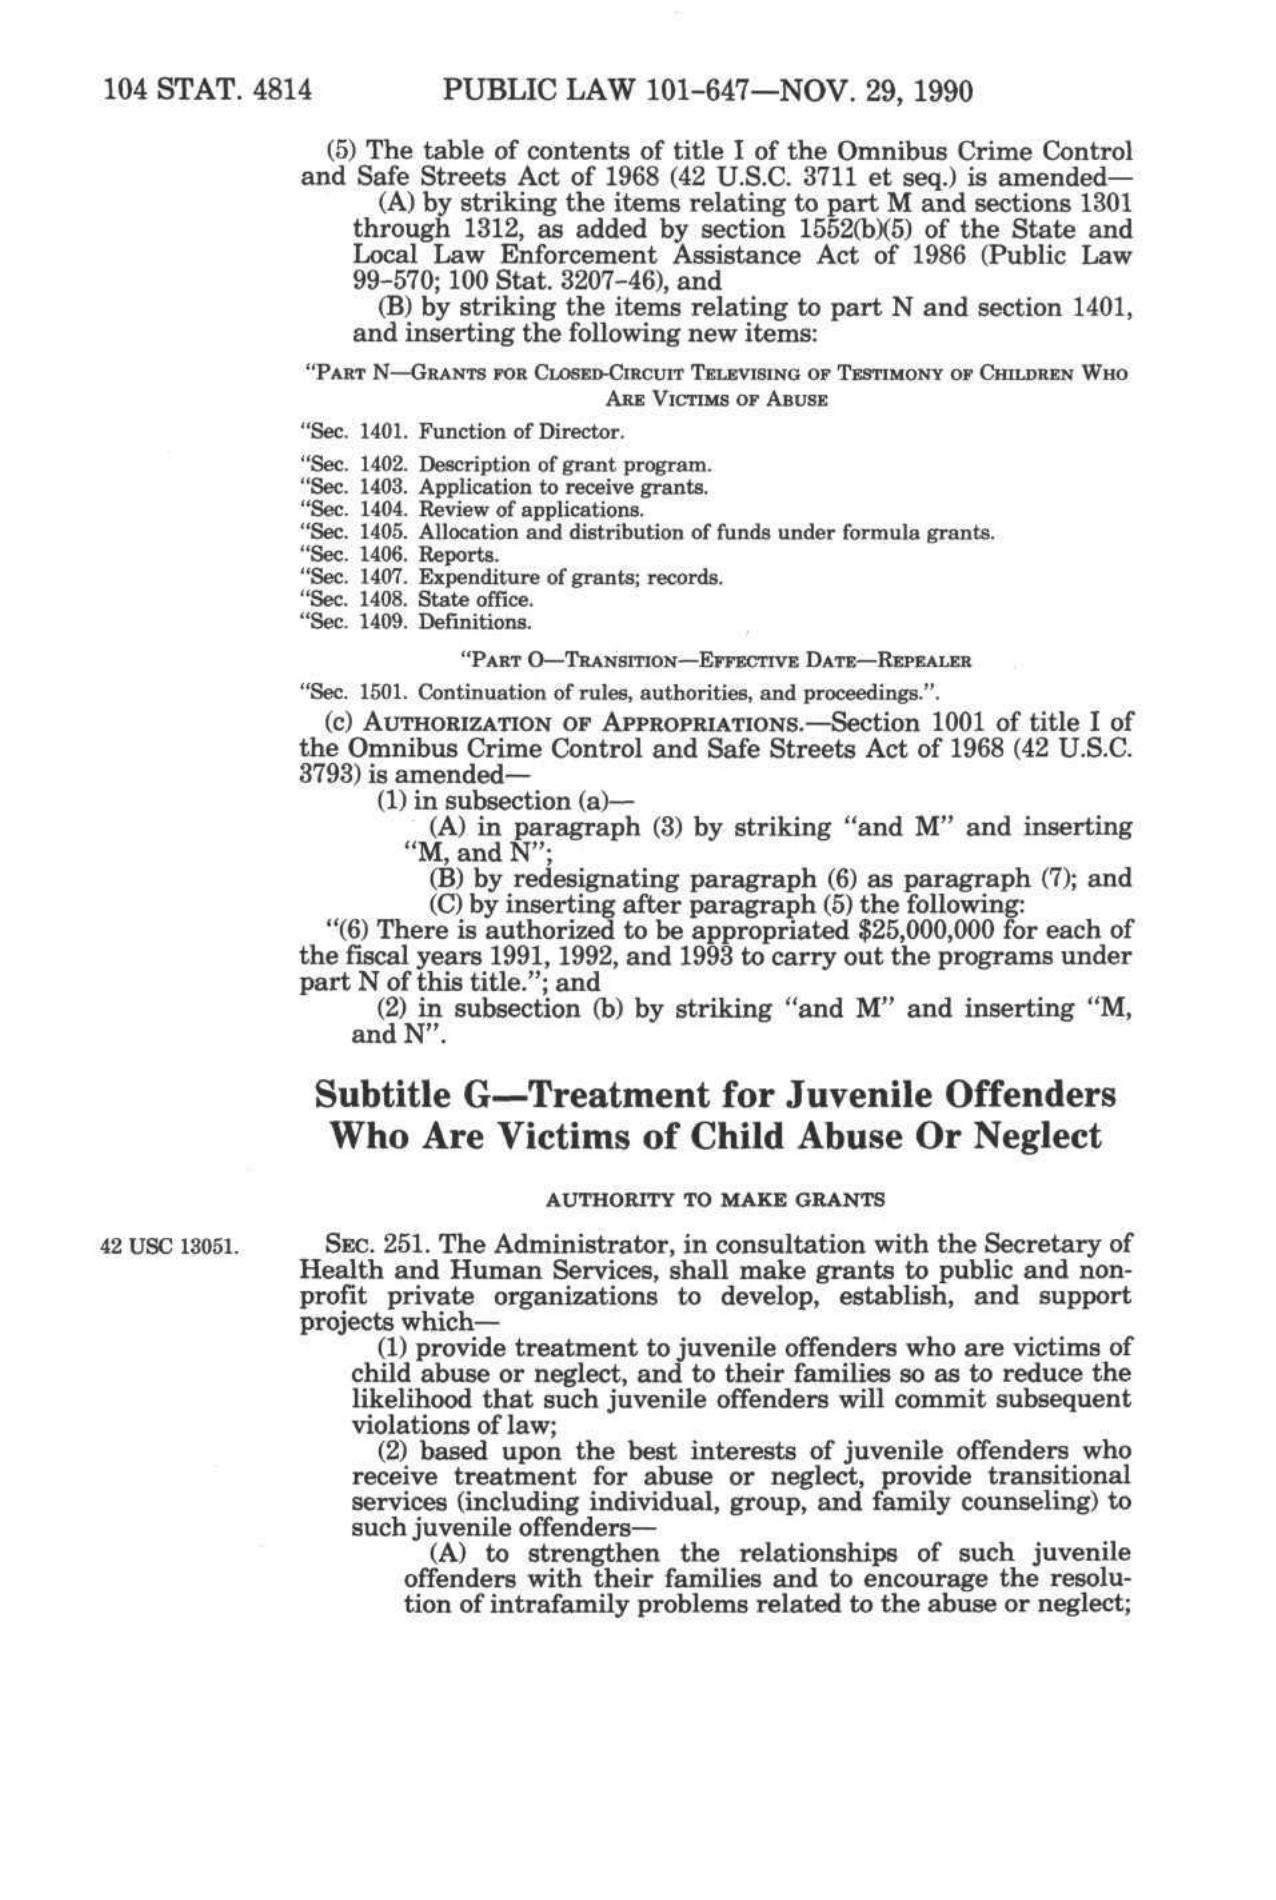 104 STAT. 4814 PUBLIC LAW 101-647—NOV. 29, 1990
(5) The table of contents of title I of the Omnibus Crime Control
and Safe Streets Act of 1968 (42 U.S.C. 3711 et seq.) is amended—
(A) by striking the items relating to part M and sections 1301
through 1312, as added by section 1552(b)(5) of the State and
Local Law Enforcement Assistance Act of 1986 (Public Law
99-570; 100 Stat. 3207-46), and
(B) by striking the items relating to part N and section 1401,
and inserting the following new items:
"PART N—GRANTS FOR CLOSED-CIRCUIT TELEVISING OF TESTIMONY OF CHILDREN WHO
ARE VICTIMS OF ABUSE
"Sec. 1401. Function of Director.
"Sec. 1402. Description of grant program.
"Sec. 1403. Application to receive grants.
"Sec. 1404. Review of applications.
"Sec. 1405. Allocation and distribution of funds under formula grants.
"Sec. 1406. Reports.
"Sec. 1407. Expenditure of grants; records.
"Sec. 1408. State office.
"Sec. 1409. Definitions.
"PART O—TRANSITION—EFFECTIVE DATE—REPEALER
"Sec. 1501. Continuation of rules, authorities, and proceedings.".
(c) AUTHORIZATION OF APPROPRIATIONS.—Section 1001 of title I of
the Omnibus Crime Control and Safe Streets Act of 1968 (42 U.S.C.
3793) is amended—
(1) in subsection (a)—
(A) in paragraph (3) by striking "and M" and inserting
"M, and N";
(B) by redesignating paragraph (6) as paragraph (7); and
(C) by inserting after paragraph (5) the following:
"(6) There is authorized to be appropriated $25,000,000 for each of
the fiscal years 1991, 1992, and 1993 to carry out the programs under
part N of this title."; and
(2) in subsection (b) by striking "and M" and inserting "M,
and N".
Subtitle G—Treatment for Juvenile Offenders
Who Are Victims of Child Abuse Or Neglect
AUTHORITY TO MAKE GRANTS
42 USC 13051. SEC. 251. The Administrator, in consultation with the Secretary of
Health and Human Services, shall make grants to public and non-
profit private organizations to develop, establish, and support
projects which—
(1) provide treatment to juvenile offenders who are victims of
child abuse or neglect, and to their families so as to reduce the
likelihood that such juvenile offenders will commit subsequent
violations of law;
(2) based upon the best interests of juvenile offenders who
receive treatment for abuse or neglect, provide transitional
services (including individual, group, and family counseling) to
such juvenile offenders—
(A) to strengthen the relationships of such juvenile
offenders with their families and to encourage the resolu-
tion of intrafamily problems related to the abuse or neglect;